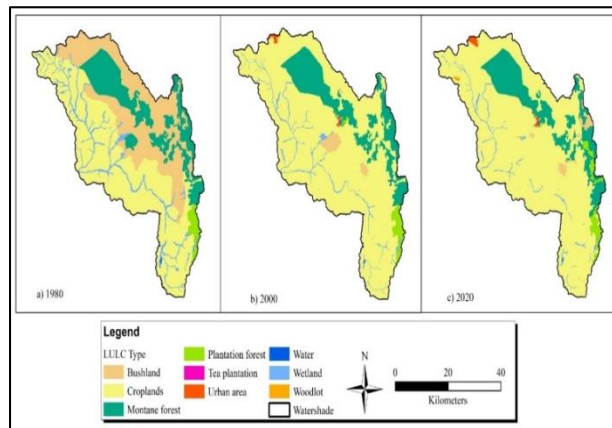 a) 1980
b) 2000
c) 2020
Legend
LULC Type
Bushland
Croplands
Montane forest
Plantation forest
Tea plantation
Urban area
Water
Wetland
Woodlot
Watershade
N
0 20 40
Kilometers